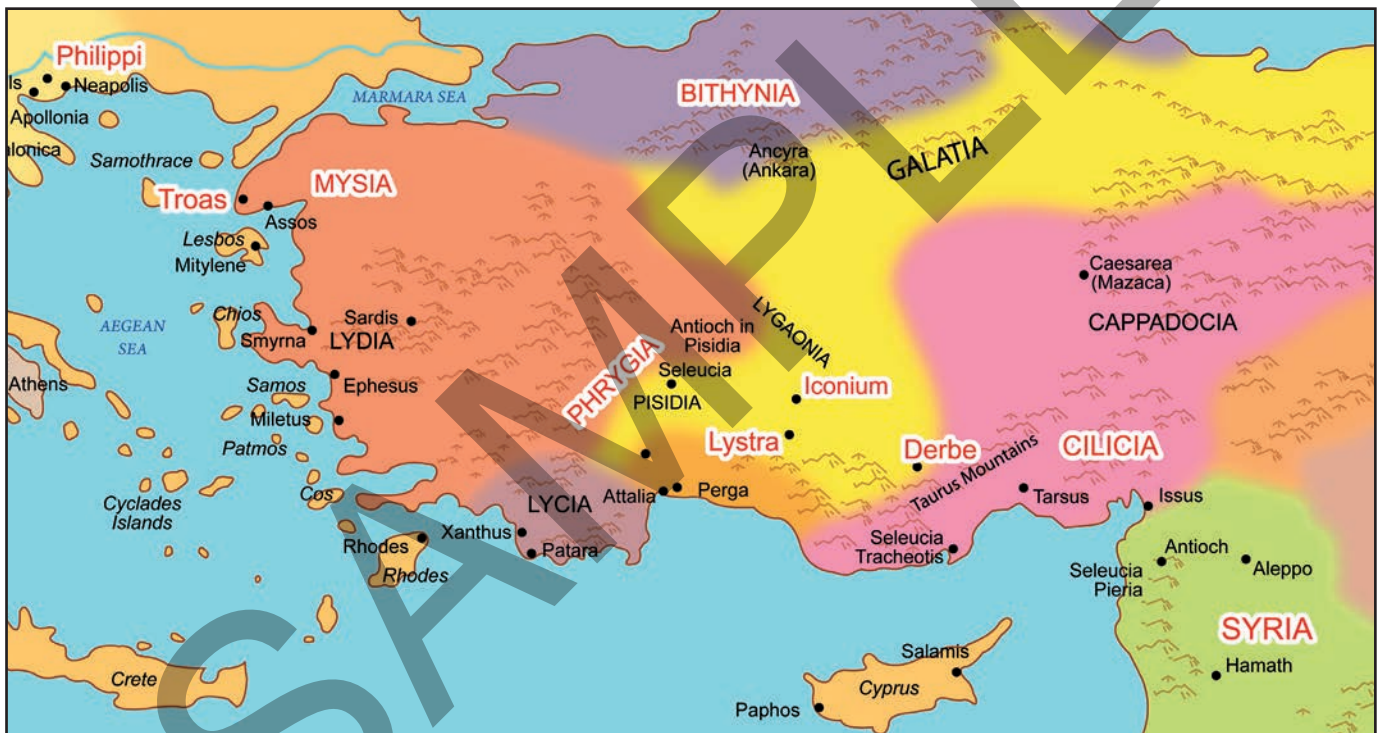 Philippi
ls
Neapolis
Apollonia
alonica
MARMARA SEA
BITHYNIA
Samothrace
Ancyra
(Ankara)
GALATIA
Troas
MYSIA
Assos
Lesbos
Mitylene
Caesarea
(Mazaca)
CAPPADOCIA
Chios
AEGEAN
SEA
Smyrna
Sardis
LYDIA
LYGAONIA
Antioch in
Pisidia
PHRYGIA
Seleucia
PISIDIA
Athens
Samos
Ephesus
Iconium
Miletus
Patmos
Lystra
Derbe
Taurus Mountains
CILICIA
Cyclades
Islands
Cos
LYCIA
Attalia
Perga
Tarsus
Issus
Xanthus
Patara
Rhodes
Rhodes
Seleucia
Tracheotis
Antioch
Seleucia
Pieria
Aleppo
SYRIA
Hamath
Crete
Salamis
Cyprus
Paphos
SAMPLE